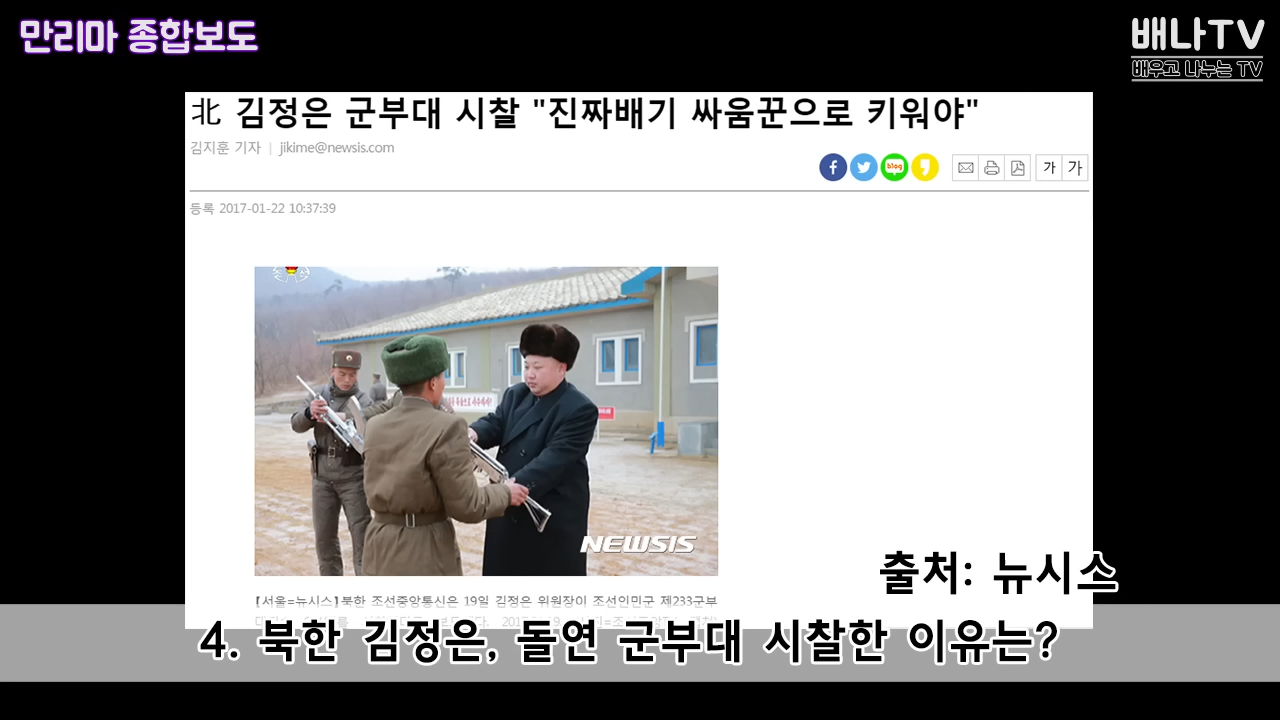 만리마 종합보도
배나TV
배우고 나누는 TV
北 김정은 군부대 시찰 "진짜배기 싸움꾼으로 키워야"
김지훈 기자 | jikime@newsis.com
f
blog
가 가
등록 2017-01-22 10:37:39
NEWSIS
출처: 뉴시스
【서울=뉴시스】북한 조선중앙통신은 19일 김정은 위원장이 조선인민군 제233군부
4. 북한 김정은, 돌연 군부대 시찰한 이유는?